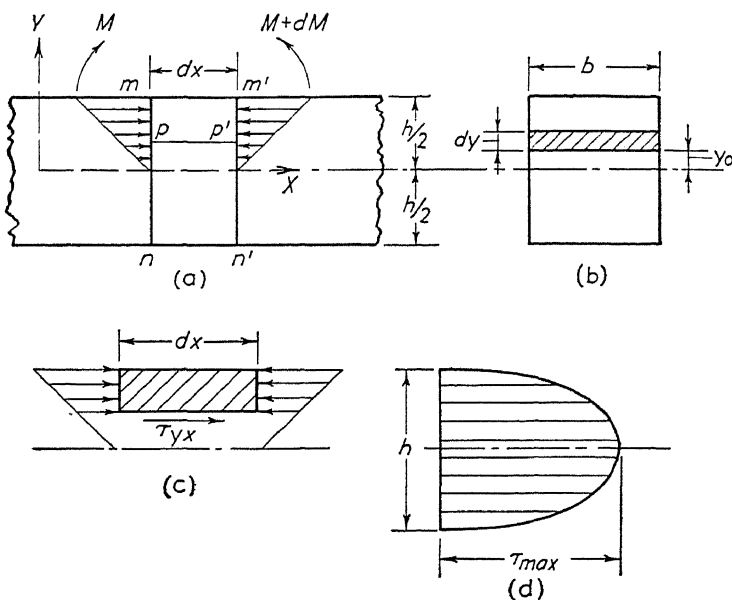 Y
M
M+dM
m
dx
m'
p
p'
h/2
X
h/2
n
n'
(a)
b
dy
y₀
(b)
dx
τyx
(c)
h
τmax
(d)